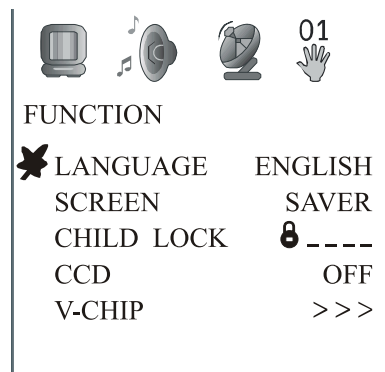 01
FUNCTION
LANGUAGE ENGLISH
SCREEN SAVER
CHILD LOCK _ _ _ _
CCD OFF
V-CHIP >>>